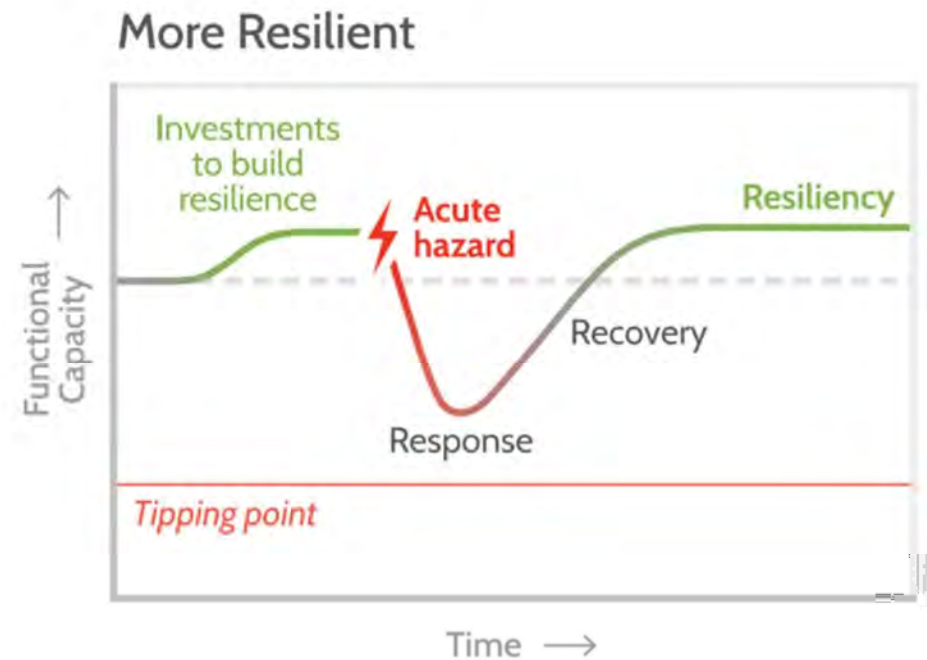 More Resilient
Investments
to build
resilience
Acute
hazard
Resiliency
Functional
Capacity
Recovery
Response
Tipping point
Time